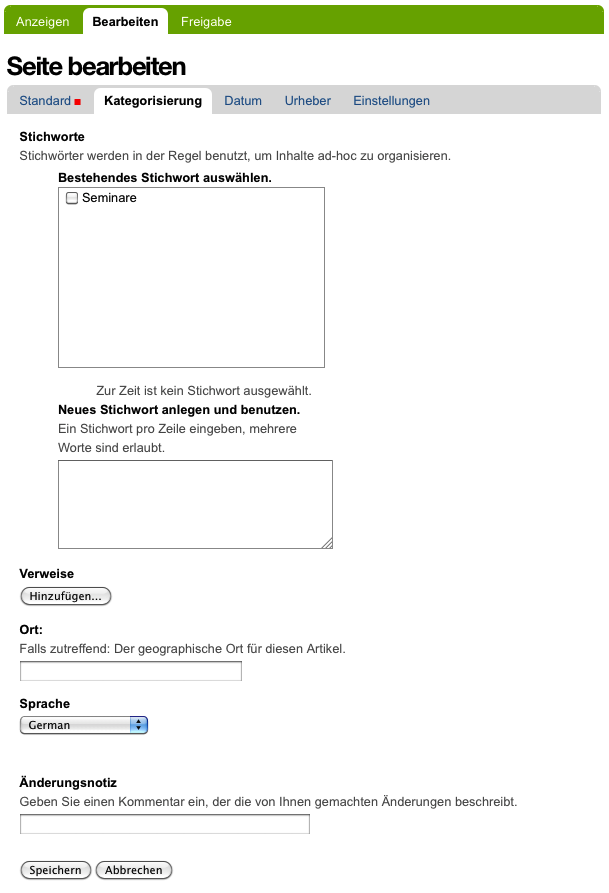 Anzeigen Bearbeiten Freigabe
Seite bearbeiten
Standard Kategorisierung Datum Urheber Einstellungen
Stichworte
Stichwörter werden in der Regel benutzt, um Inhalte ad-hoc zu organisieren.
Bestehendes Stichwort auswählen.
Seminare
Zur Zeit ist kein Stichwort ausgewählt.
Neues Stichwort anlegen und benutzen.
Ein Stichwort pro Zeile eingeben, mehrere
Worte sind erlaubt.
Verweise
Hinzufügen...
Ort:
Falls zutreffend: Der geographische Ort für diesen Artikel.
Sprache
German
Änderungsnotiz
Geben Sie einen Kommentar ein, der die von Ihnen gemachten Änderungen beschreibt.
Speichern Abbrechen